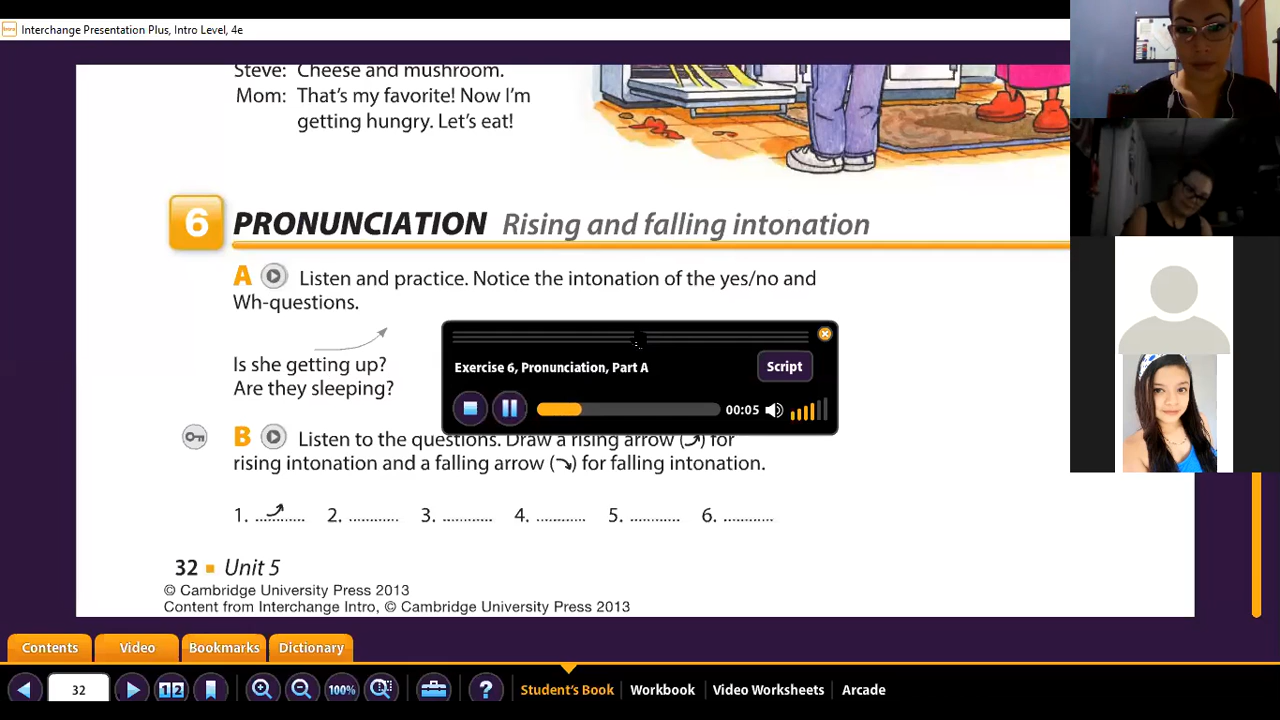 Interchange Presentation Plus, Intro Level, 4e
Steve: Cheese and mushroom.
Mom: That's my favorite! Now I'm
getting hungry. Let's eat!
6 PRONUNCIATION Rising and falling intonation
A Listen and practice. Notice the intonation of the yes/no and
Wh-questions.
Is she getting up?
Are they sleeping?
Exercise 6, Pronunciation, Part A
Script
00:05
B Listen to the questions. Draw a rising arrow (⤴) for
rising intonation and a falling arrow (⤵) for falling intonation.
1. ............ 2. ............ 3. ............ 4. ............ 5. ............ 6. ............
32 ▪ Unit 5
© Cambridge University Press 2013
Content from Interchange Intro, © Cambridge University Press 2013
Contents Video Bookmarks Dictionary
32 1 2 100% ? Student's Book Workbook Video Worksheets Arcade